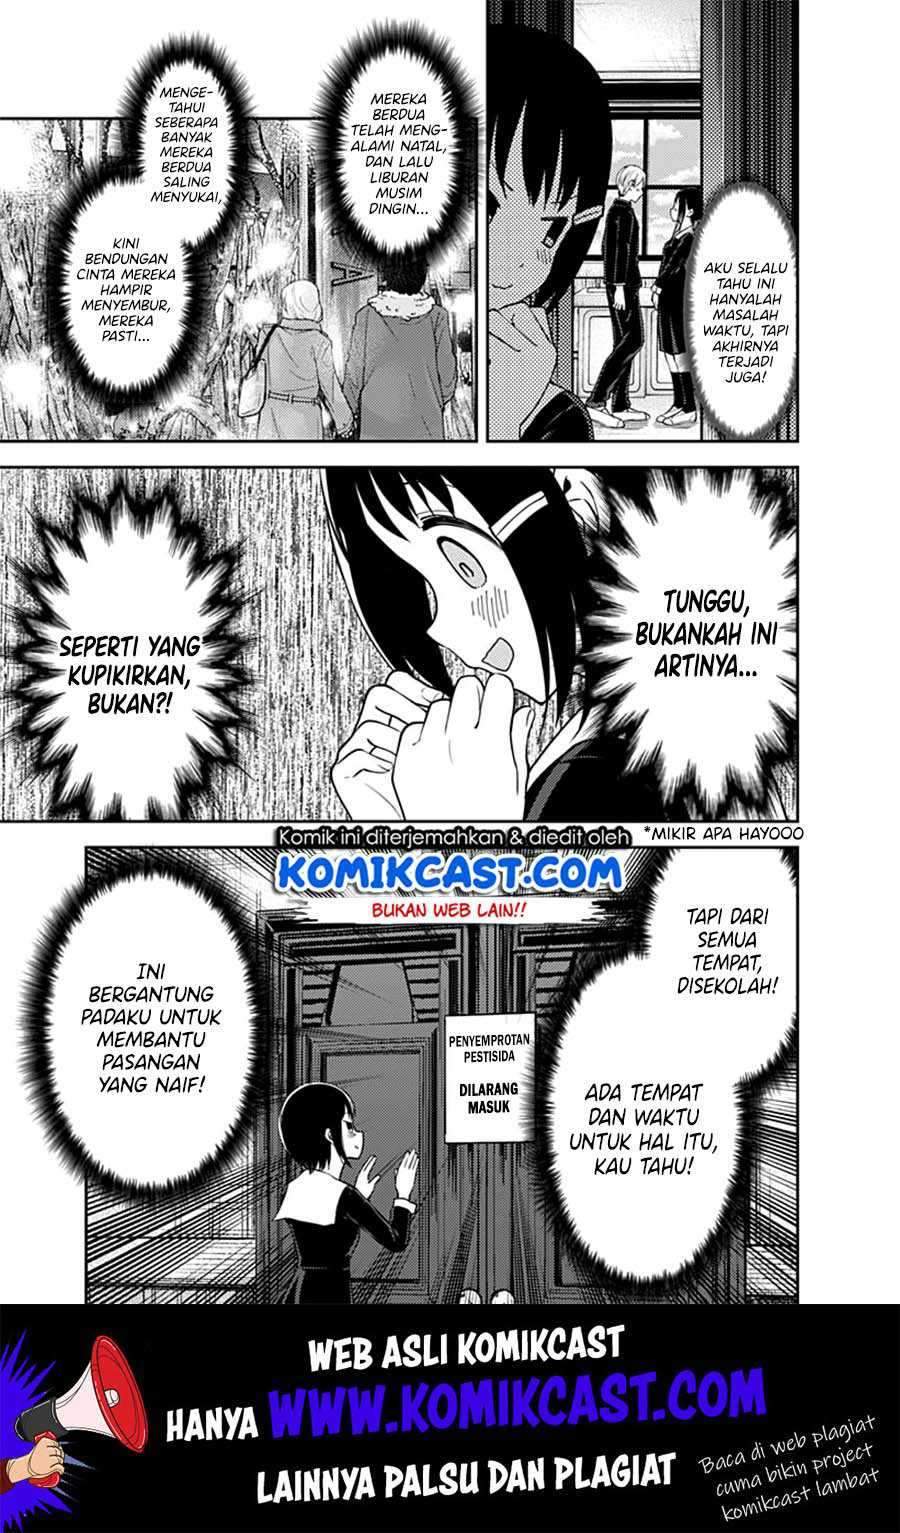 AKU SELALU
TAHU INI
HANYALAH
MASALAH
WAKTU, TAPI
AKHIRNYA
TERJADI
JUGA!
MEREKA
BERDUA
TELAH MENG-
ALAMI NATAL,
DAN LALU
LIBURAN
MUSIM
DINGIN...
MENGE-
TAHUI
SEBERAPA
BANYAK
MEREKA
BERDUA
SALING
MENYUKAI,
KINI
BENDUNGAN
CINTA MEREKA
HAMPIR
MENYEMBUR,
MEREKA
PASTI...
TUNGGU,
BUKANKAH INI
ARTINYA...
SEPERTI YANG
KUPIKIRKAN,
BUKAN?!
*MIKIR APA HAYOOO
Komik ini diterjemahkan & diedit oleh
KOMIKCAST.COM
BUKAN WEB LAIN!!
TAPI DARI
SEMUA
TEMPAT,
DISEKOLAH!
ADA TEMPAT
DAN WAKTU
UNTUK HAL ITU,
KAU TAHU!
PENYEMPROTAN
PESTISIDA
DILARANG
MASUK
INI
BERGANTUNG
PADAKU UNTUK
MEMBANTU
PASANGAN
YANG NAIF!
WEB ASLI KOMIKCAST
HANYA WWW.KOMIKCAST.COM
LAINNYA PALSU DAN PLAGIAT
Baca di web plagiat
cuma bikin project
komikcast lambat